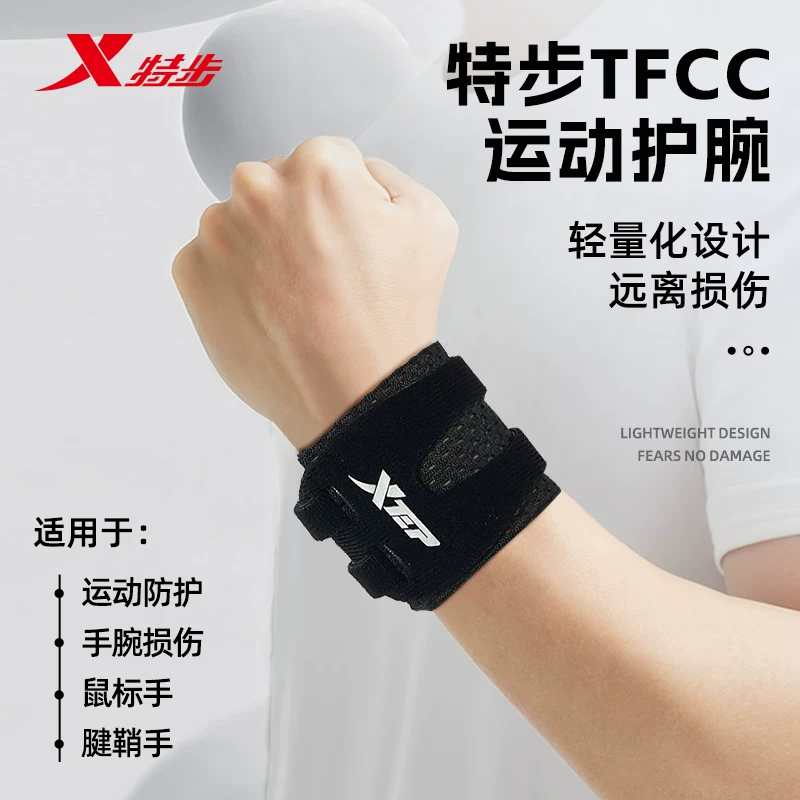 X特步
特步TFCC
运动护腕
轻量化设计
远离损伤
LIGHTWEIGHT DESIGN
FEARS NO DAMAGE
XTEP
适用于：
运动防护
手腕损伤
鼠标手
腱鞘手